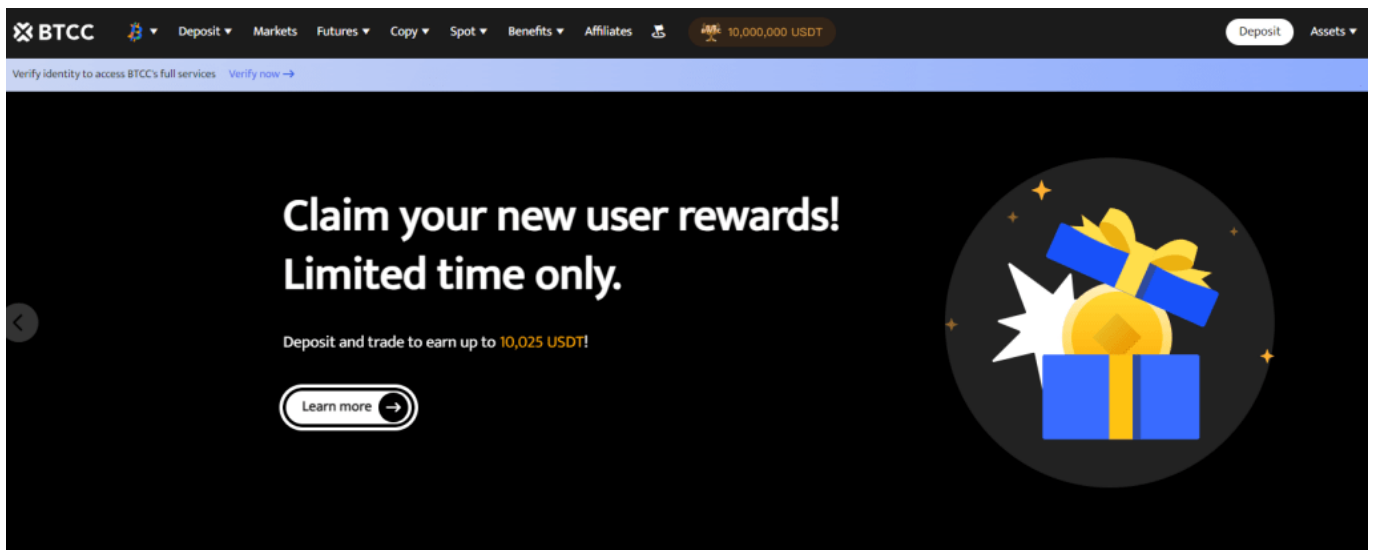 BTCC Deposit Markets Futures Copy Spot Benefits Affiliates 10,000,000 USDT Deposit Assets
Verify identity to access BTCC's full services Verify now →
Claim your new user rewards!
Limited time only.
Deposit and trade to earn up to 10,025 USDT!
Learn more →